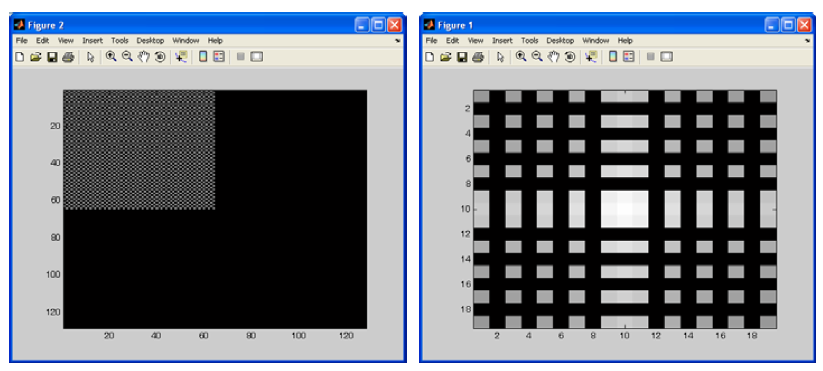 Figure 2
File Edit View Insert Tools Desktop Window Help
20
40
60
80
100
120
20 40 60 80 100 120
Figure 1
File Edit View Insert Tools Desktop Window Help
2
4
6
8
10
12
14
16
18
2 4 6 8 10 12 14 16 18